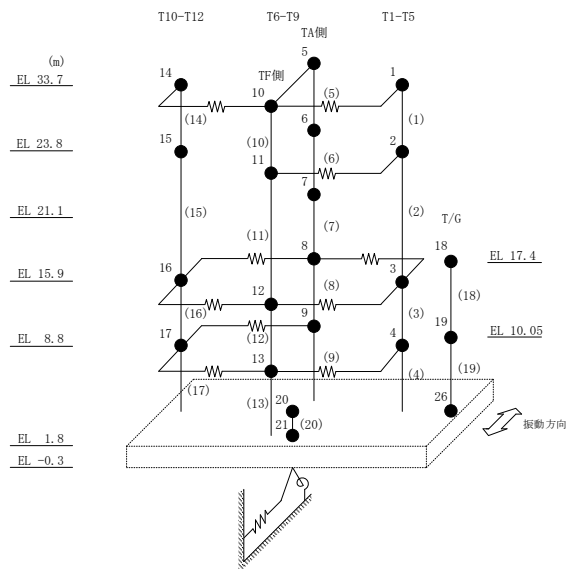 T10-T12 T6-T9 T1-T5
TA側
(m)
5
14 TF側 1
EL 33.7
10
(14) (5) (1)
6
15 (10) 2
EL 23.8
11 (6)
7
(15) (7) (2) T/G
EL 21.1
(11) 8 18
EL 17.4
16 3
EL 15.9
12 (8) (18)
(16) 9 (3)
17 (12) 19
4
EL 10.05
EL 8.8
13 (9)
(17) (4) (19)
(13) 20 26
21 (20)
振動方向
EL 1.8
EL -0.3